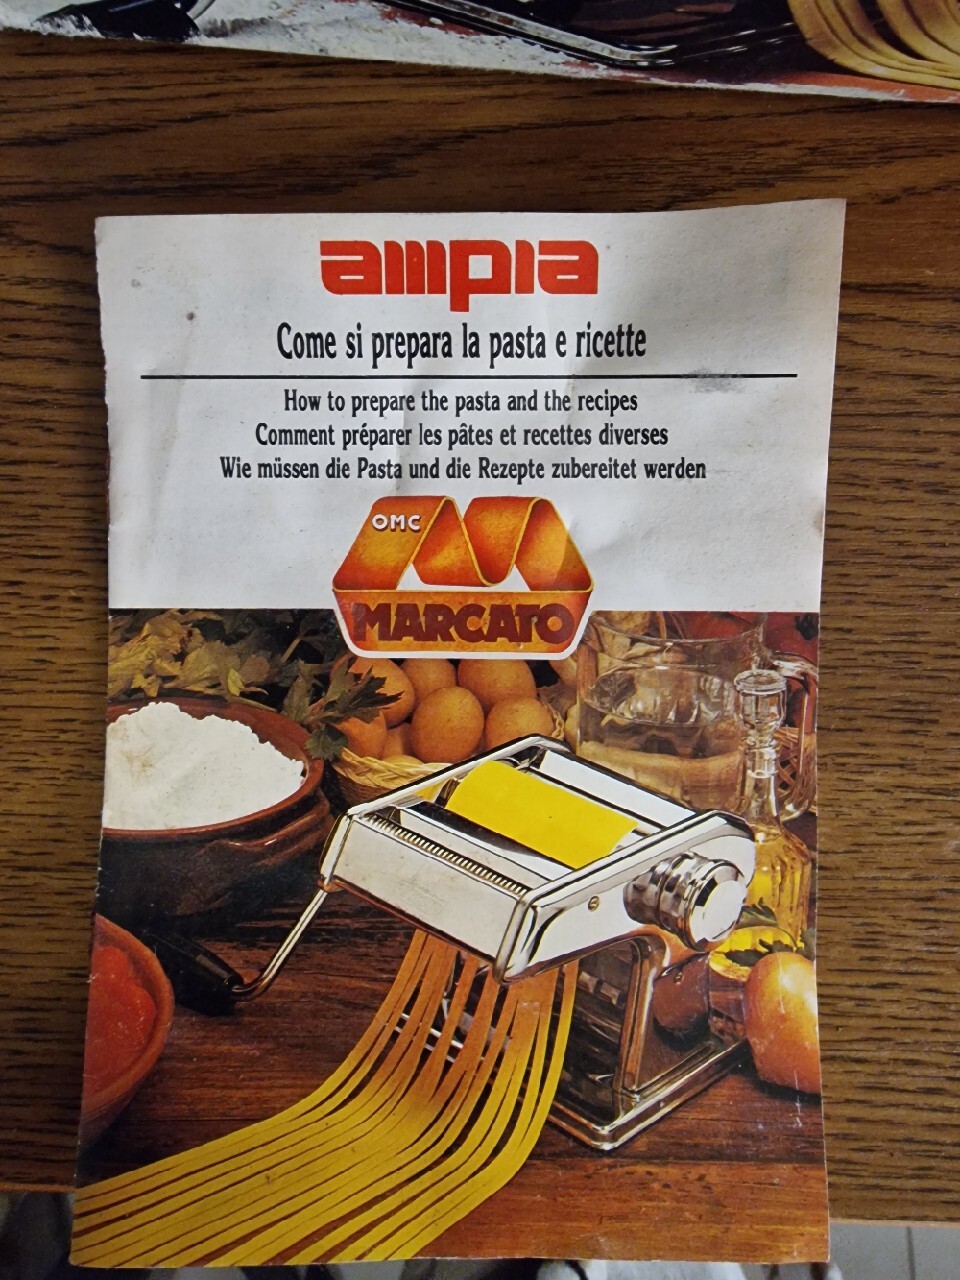 ampia
Come si prepara la pasta e ricette
How to prepare the pasta and the recipes
Comment préparer les pâtes et recettes diverses
Wie müssen die Pasta und die Rezepte zubereitet werden
OMC
MARCATO